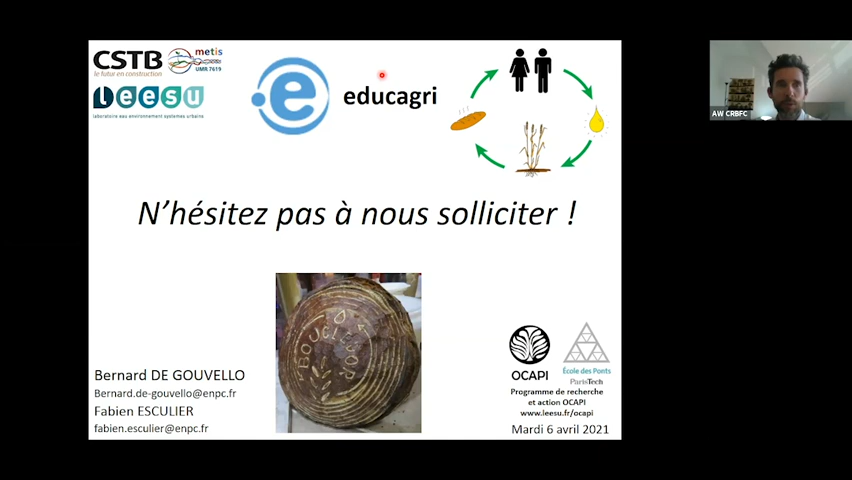 CSTB
le futur en construction
metis
UMR 7619
Leesu
laboratoire eau environnement systèmes urbains
e
educagri
AW CRBFC
N'hésitez pas à nous solliciter !
BOUCL
Bernard DE GOUVELLO
Bernard.de-gouvello@enpc.fr
Fabien ESCULIER
fabien.esculier@enpc.fr
OCAPI
École des Ponts
ParisTech
Programme de recherche
et action OCAPI
www.leesu.fr/ocapi
Mardi 6 avril 2021